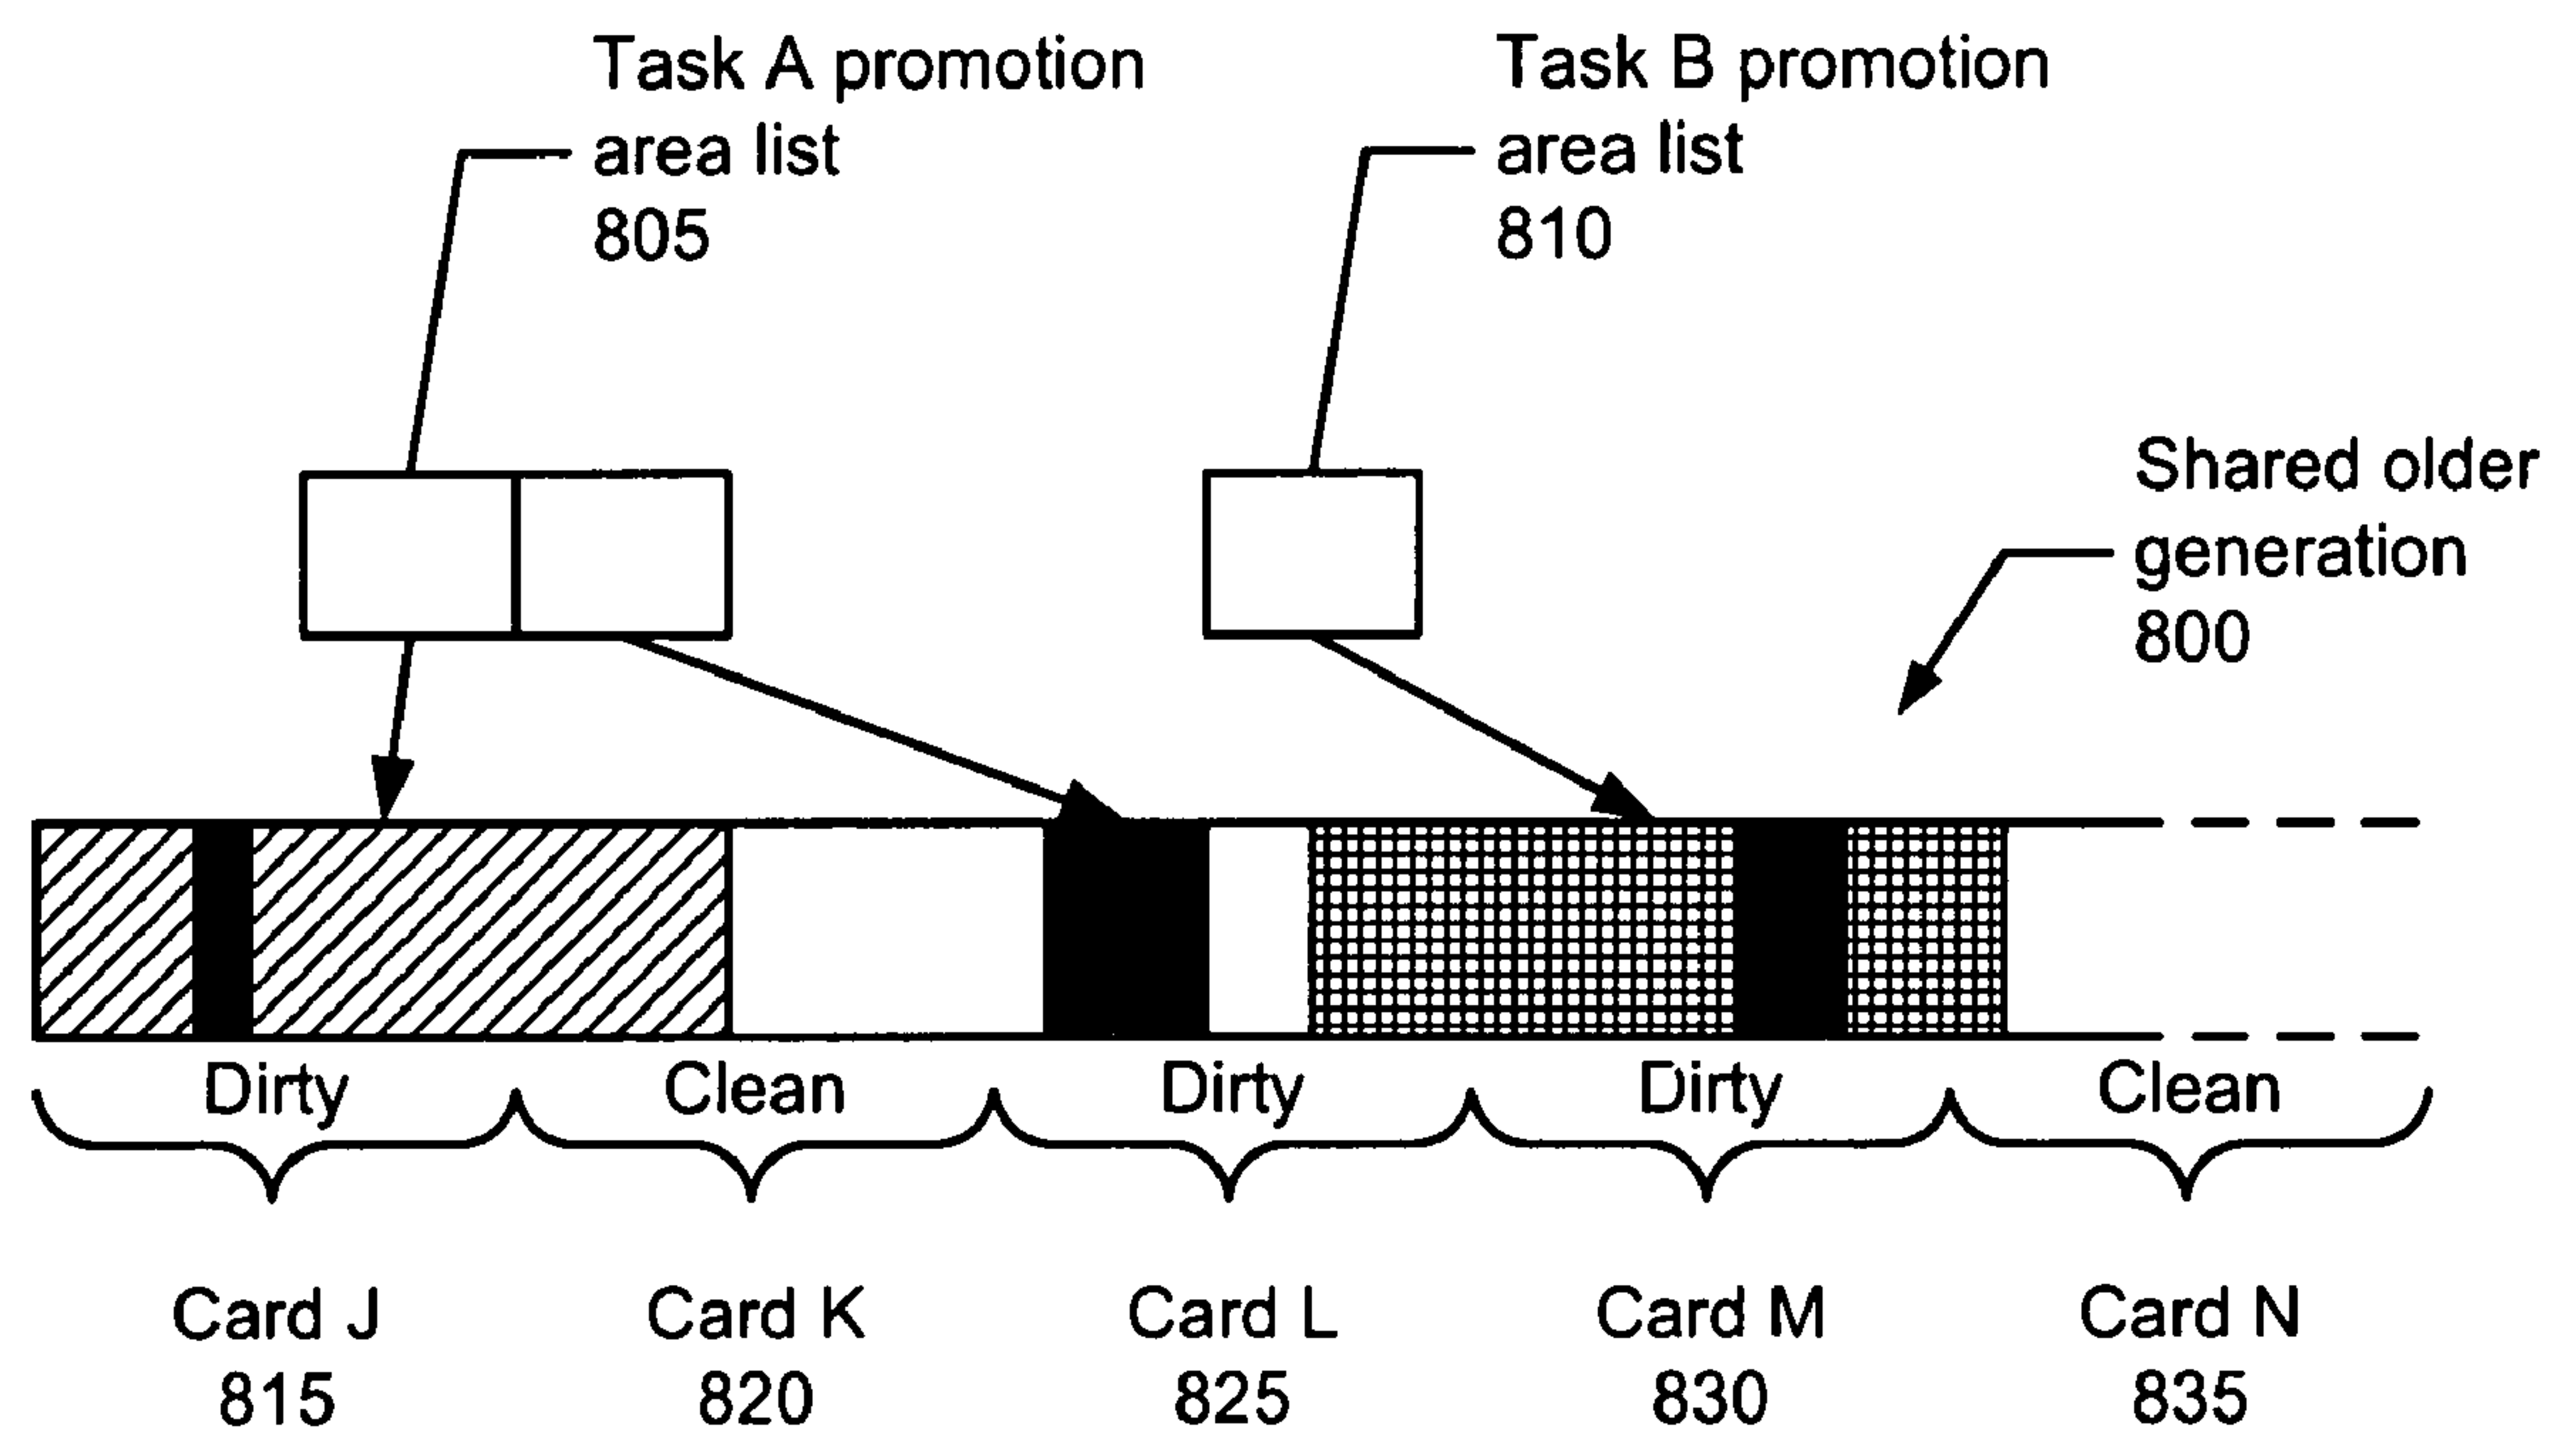 Task A promotion
area list
805
Task B promotion
area list
810
Shared older
generation
800
Dirty
Clean
Dirty
Dirty
Clean
Card J
815
Card K
820
Card L
825
Card M
830
Card N
835